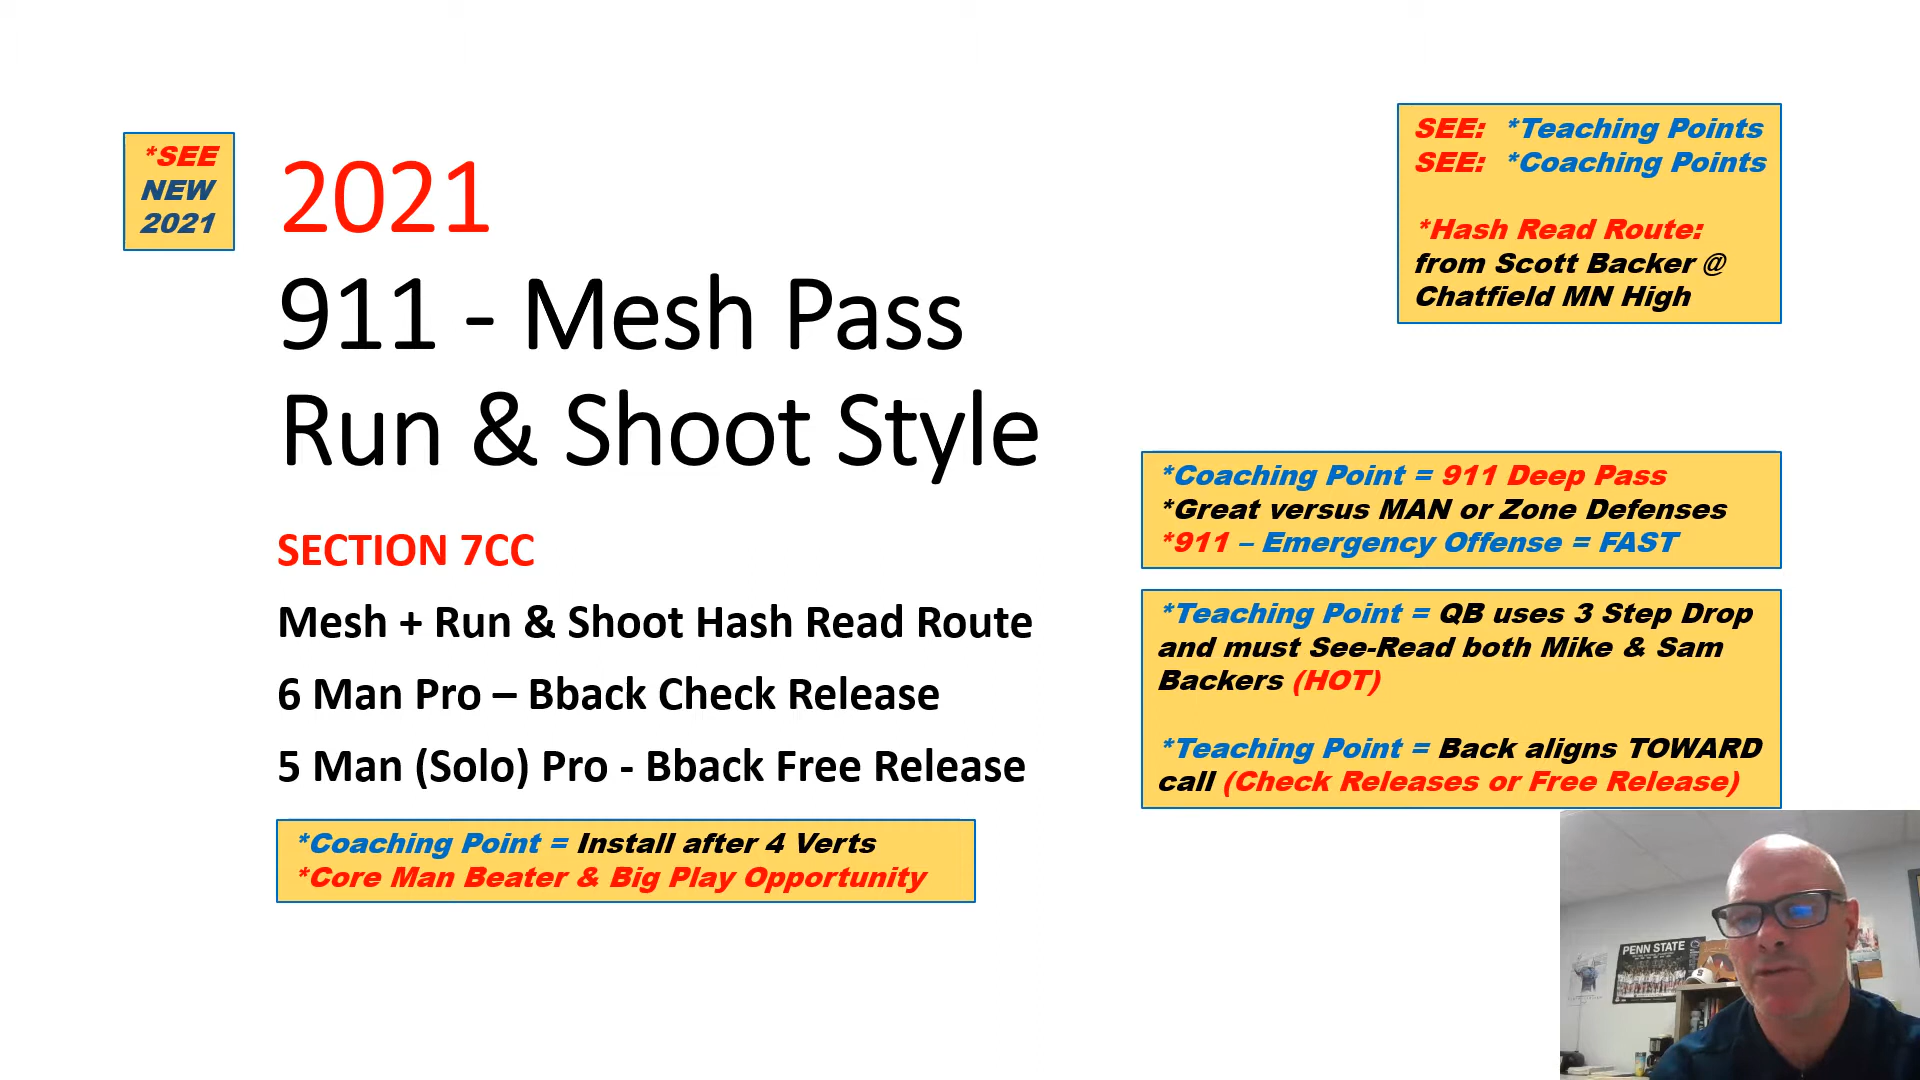 *SEE
NEW
2021
2021
911 - Mesh Pass
Run & Shoot Style
SECTION 7CC
Mesh + Run & Shoot Hash Read Route
6 Man Pro – Bback Check Release
5 Man (Solo) Pro - Bback Free Release
*Coaching Point = Install after 4 Verts
*Core Man Beater & Big Play Opportunity
SEE: *Teaching Points
SEE: *Coaching Points
*Hash Read Route:
from Scott Backer @
Chatfield MN High
*Coaching Point = 911 Deep Pass
*Great versus MAN or Zone Defenses
*911 – Emergency Offense = FAST
*Teaching Point = QB uses 3 Step Drop
and must See-Read both Mike & Sam
Backers (HOT)
*Teaching Point = Back aligns TOWARD
call (Check Releases or Free Release)
PENN STATE